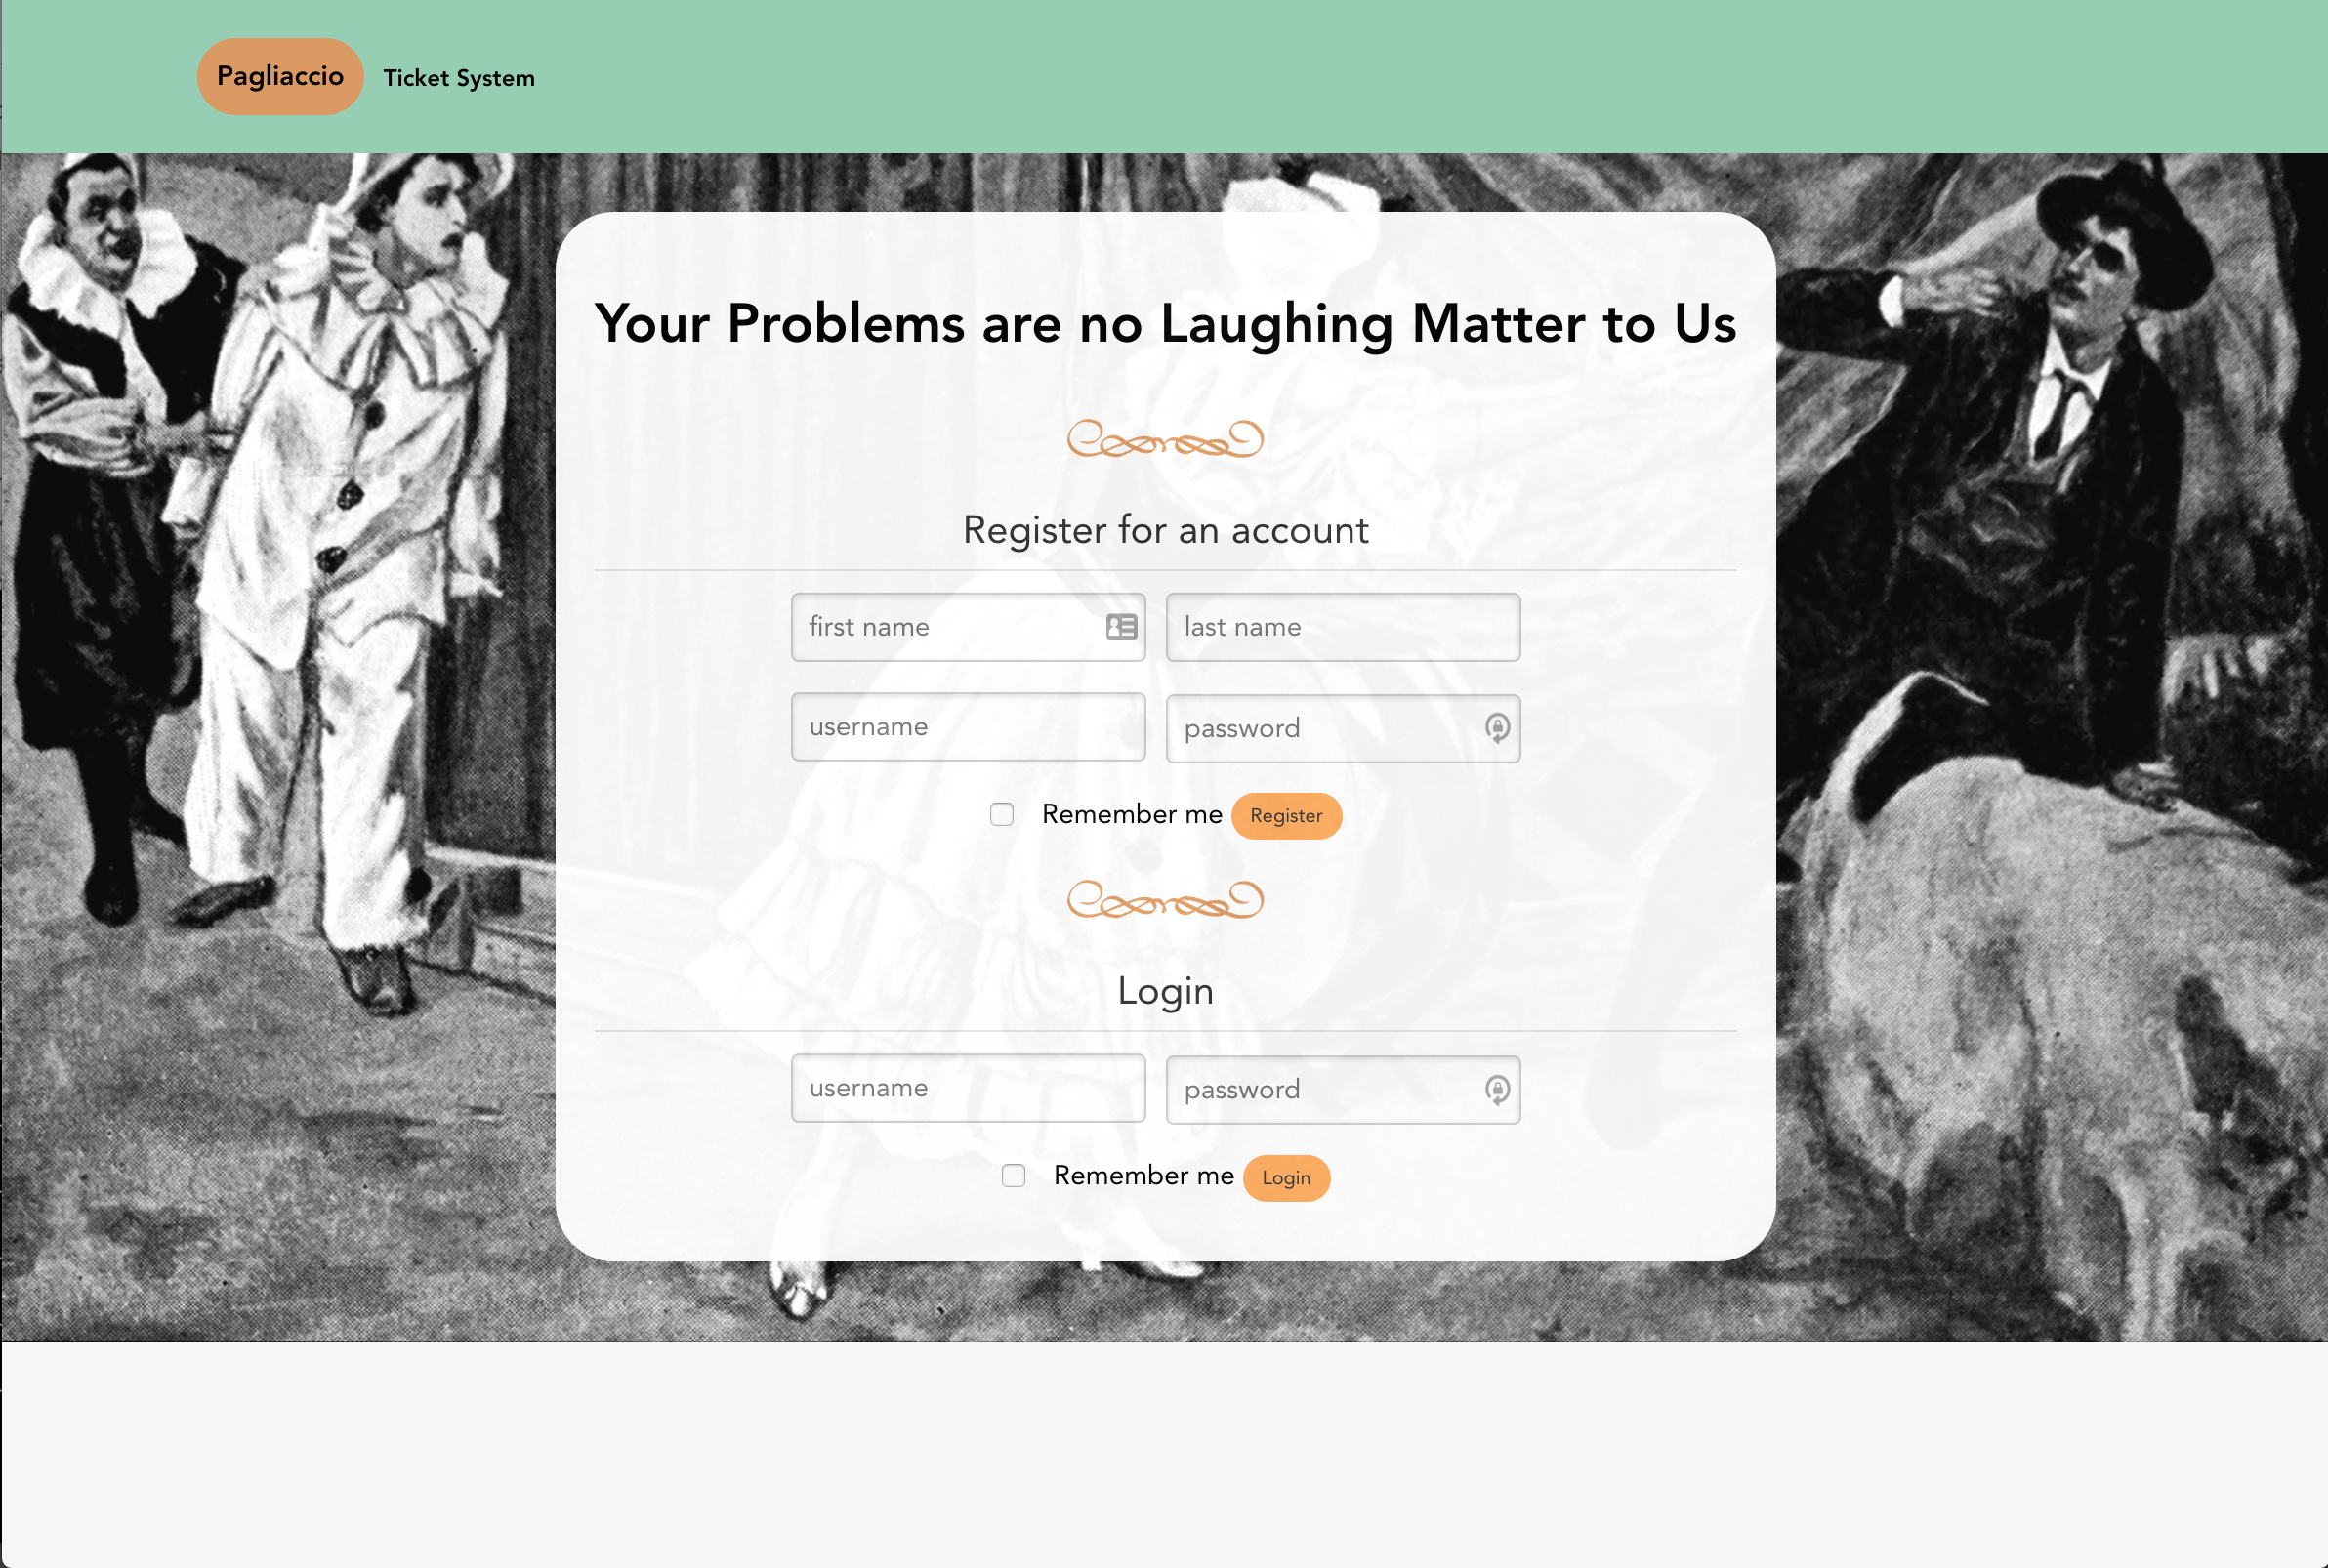 Pagliaccio Ticket System
Your Problems are no Laughing Matter to Us
Register for an account
first name last name
username password
Remember me Register
Login
username password
Remember me Login